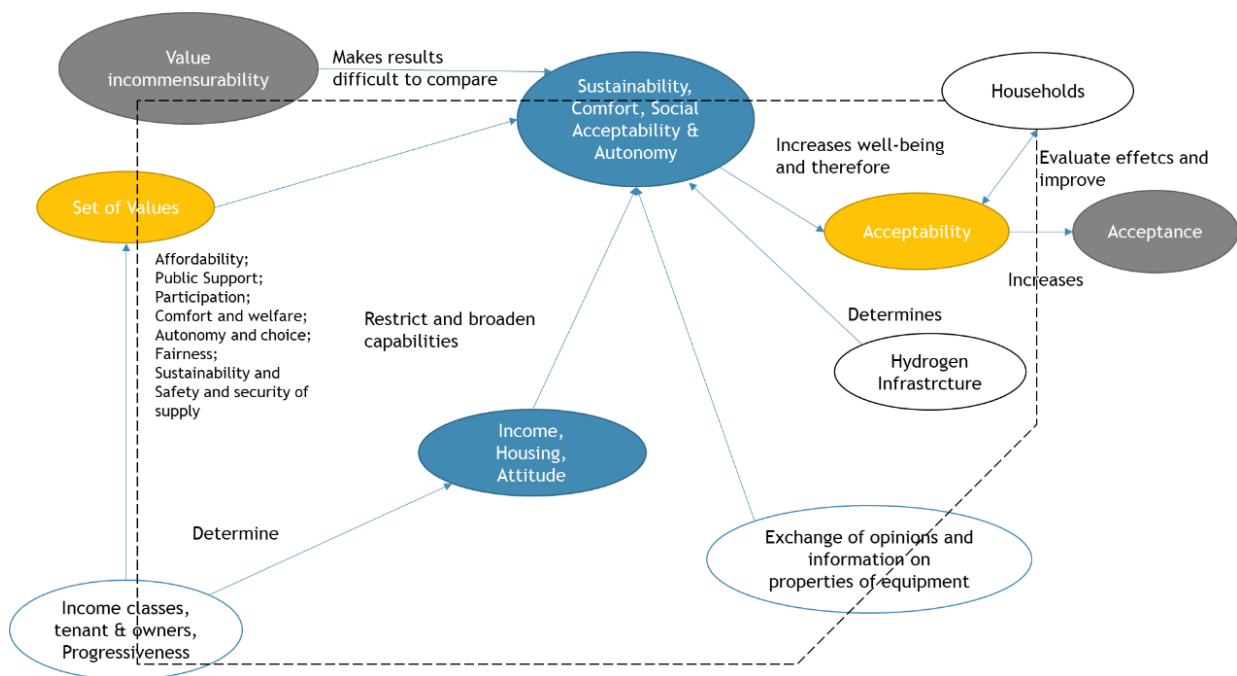 Value
incommensurability
Makes results
difficult to compare
Sustainability,
Comfort, Social
Acceptability &
Autonomy
Households
Increases well-being
and therefore
Evaluate effetcs and
improve
Set of Values
Acceptability
Acceptance
Increases
Affordability;
Public Support;
Participation;
Comfort and welfare;
Autonomy and choice;
Fairness;
Sustainability and
Safety and security of
supply
Restrict and broaden
capabilities
Determines
Hydrogen
Infrastrcture
Income,
Housing,
Attitude
Determine
Exchange of opinions and
information on
properties of equipment
Income classes,
tenant & owners,
Progressiveness